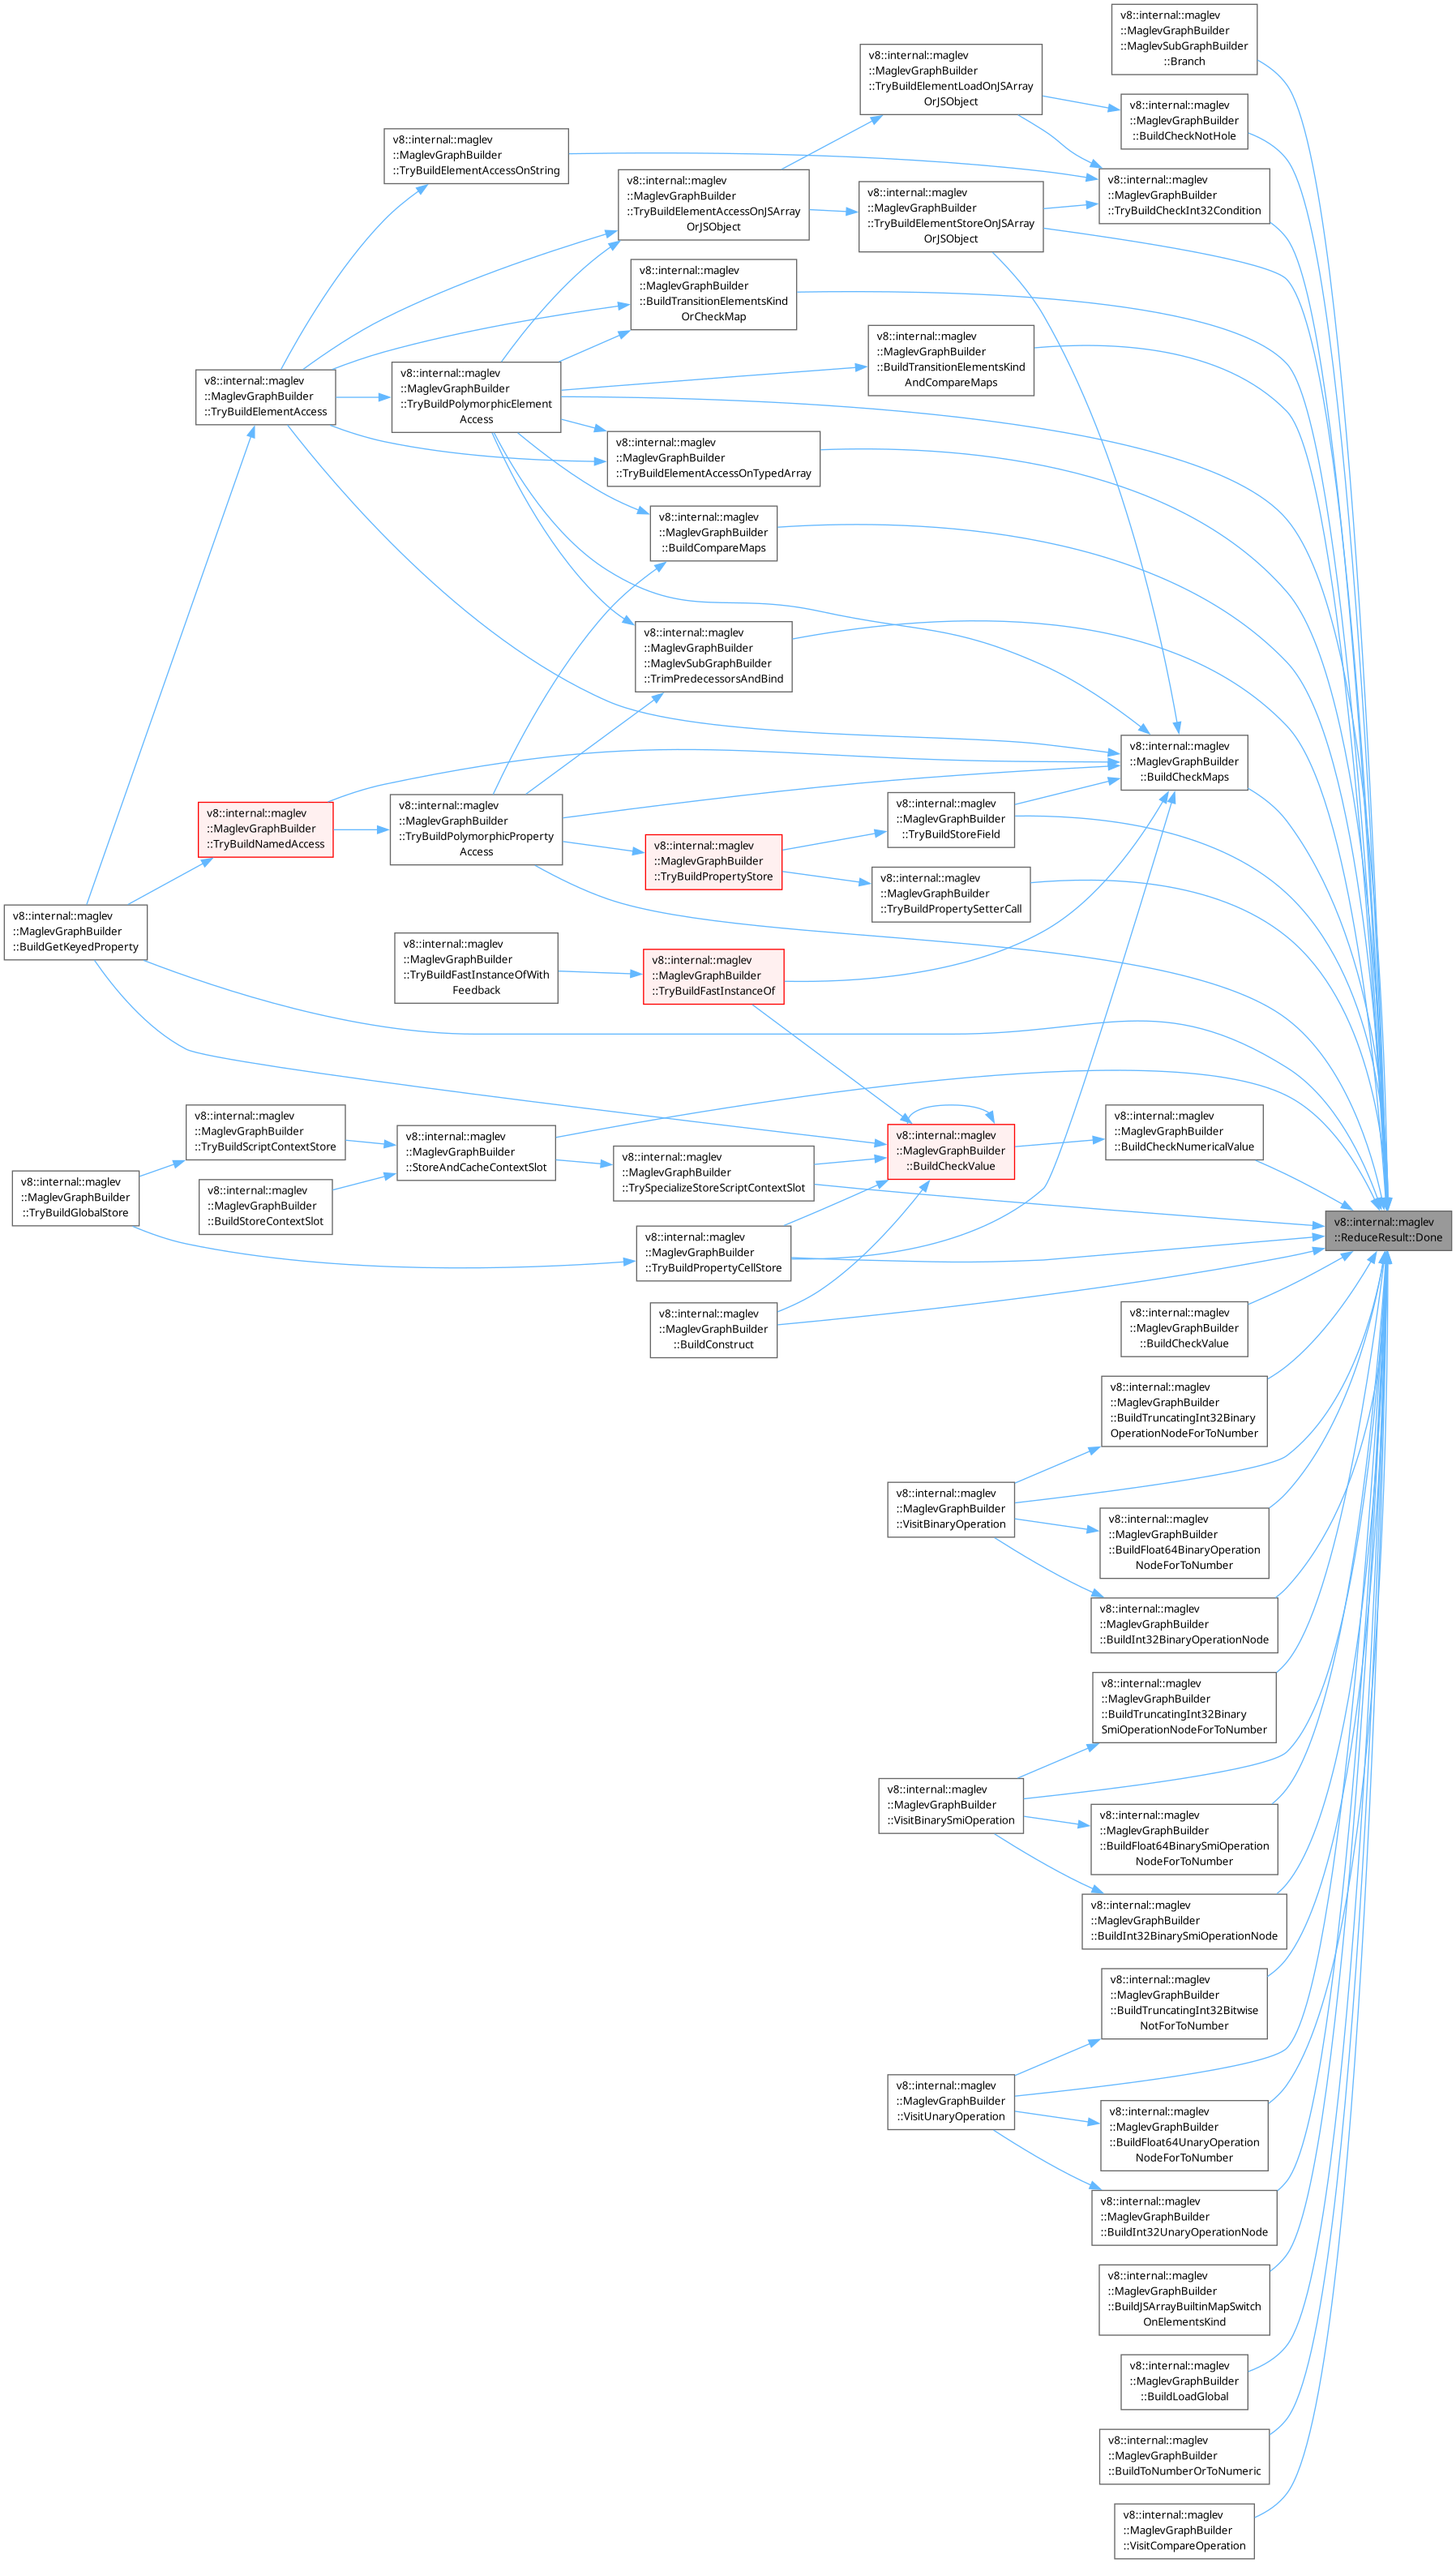 v8::internal::maglev
::MaglevGraphBuilder
::MaglevSubGraphBuilder
::Branch
v8::internal::maglev
::MaglevGraphBuilder
::TryBuildElementLoadOnJSArray
OrJSObject
v8::internal::maglev
::MaglevGraphBuilder
::BuildCheckNotHole
v8::internal::maglev
::MaglevGraphBuilder
::TryBuildElementAccessOnString
v8::internal::maglev
::MaglevGraphBuilder
::TryBuildElementAccessOnJSArray
OrJSObject
v8::internal::maglev
::MaglevGraphBuilder
::TryBuildElementStoreOnJSArray
OrJSObject
v8::internal::maglev
::MaglevGraphBuilder
::TryBuildCheckInt32Condition
v8::internal::maglev
::MaglevGraphBuilder
::BuildTransitionElementsKind
OrCheckMap
v8::internal::maglev
::MaglevGraphBuilder
::BuildTransitionElementsKind
AndCompareMaps
v8::internal::maglev
::MaglevGraphBuilder
::TryBuildElementAccess
v8::internal::maglev
::MaglevGraphBuilder
::TryBuildPolymorphicElement
Access
v8::internal::maglev
::MaglevGraphBuilder
::TryBuildElementAccessOnTypedArray
v8::internal::maglev
::MaglevGraphBuilder
::BuildCompareMaps
v8::internal::maglev
::MaglevGraphBuilder
::MaglevSubGraphBuilder
::TrimPredecessorsAndBind
v8::internal::maglev
::MaglevGraphBuilder
::BuildCheckMaps
v8::internal::maglev
::MaglevGraphBuilder
::TryBuildNamedAccess
v8::internal::maglev
::MaglevGraphBuilder
::TryBuildPolymorphicProperty
Access
v8::internal::maglev
::MaglevGraphBuilder
::TryBuildStoreField
v8::internal::maglev
::MaglevGraphBuilder
::TryBuildPropertyStore
v8::internal::maglev
::MaglevGraphBuilder
::TryBuildPropertySetterCall
v8::internal::maglev
::MaglevGraphBuilder
::BuildGetKeyedProperty
v8::internal::maglev
::MaglevGraphBuilder
::TryBuildFastInstanceOfWith
Feedback
v8::internal::maglev
::MaglevGraphBuilder
::TryBuildFastInstanceOf
v8::internal::maglev
::MaglevGraphBuilder
::TryBuildScriptContextStore
v8::internal::maglev
::MaglevGraphBuilder
::StoreAndCacheContextSlot
v8::internal::maglev
::MaglevGraphBuilder
::BuildCheckValue
v8::internal::maglev
::MaglevGraphBuilder
::BuildCheckNumericalValue
v8::internal::maglev
::MaglevGraphBuilder
::TryBuildGlobalStore
v8::internal::maglev
::MaglevGraphBuilder
::BuildStoreContextSlot
v8::internal::maglev
::MaglevGraphBuilder
::TrySpecializeStoreScriptContextSlot
v8::internal::maglev
::ReduceResult::Done
v8::internal::maglev
::MaglevGraphBuilder
::TryBuildPropertyCellStore
v8::internal::maglev
::MaglevGraphBuilder
::BuildConstruct
v8::internal::maglev
::MaglevGraphBuilder
::BuildCheckValue
v8::internal::maglev
::MaglevGraphBuilder
::BuildTruncatingInt32Binary
OperationNodeForToNumber
v8::internal::maglev
::MaglevGraphBuilder
::VisitBinaryOperation
v8::internal::maglev
::MaglevGraphBuilder
::BuildFloat64BinaryOperation
NodeForToNumber
v8::internal::maglev
::MaglevGraphBuilder
::BuildInt32BinaryOperationNode
v8::internal::maglev
::MaglevGraphBuilder
::BuildTruncatingInt32Binary
SmiOperationNodeForToNumber
v8::internal::maglev
::MaglevGraphBuilder
::VisitBinarySmiOperation
v8::internal::maglev
::MaglevGraphBuilder
::BuildFloat64BinarySmiOperation
NodeForToNumber
v8::internal::maglev
::MaglevGraphBuilder
::BuildInt32BinarySmiOperationNode
v8::internal::maglev
::MaglevGraphBuilder
::BuildTruncatingInt32Bitwise
NotForToNumber
v8::internal::maglev
::MaglevGraphBuilder
::VisitUnaryOperation
v8::internal::maglev
::MaglevGraphBuilder
::BuildFloat64UnaryOperation
NodeForToNumber
v8::internal::maglev
::MaglevGraphBuilder
::BuildInt32UnaryOperationNode
v8::internal::maglev
::MaglevGraphBuilder
::BuildJSArrayBuiltinMapSwitch
OnElementsKind
v8::internal::maglev
::MaglevGraphBuilder
::BuildLoadGlobal
v8::internal::maglev
::MaglevGraphBuilder
::BuildToNumberOrToNumeric
v8::internal::maglev
::MaglevGraphBuilder
::VisitCompareOperation